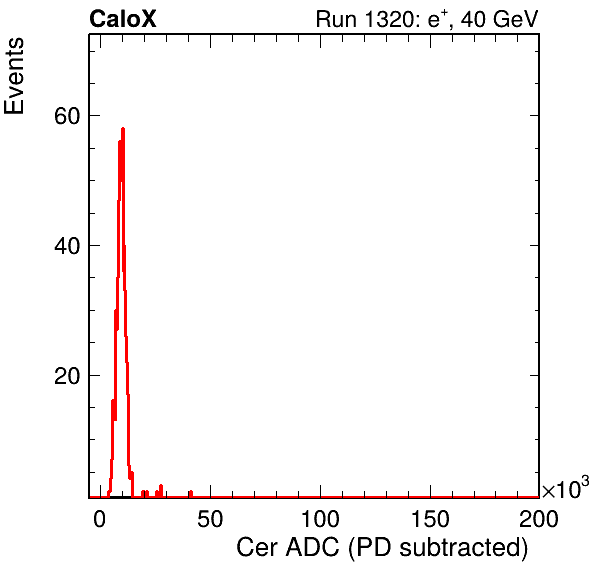 CaloX Run 1320: e⁺, 40 GeV
Events
60
40
20
0 50 100 150 200 ×10³
Cer ADC (PD subtracted)